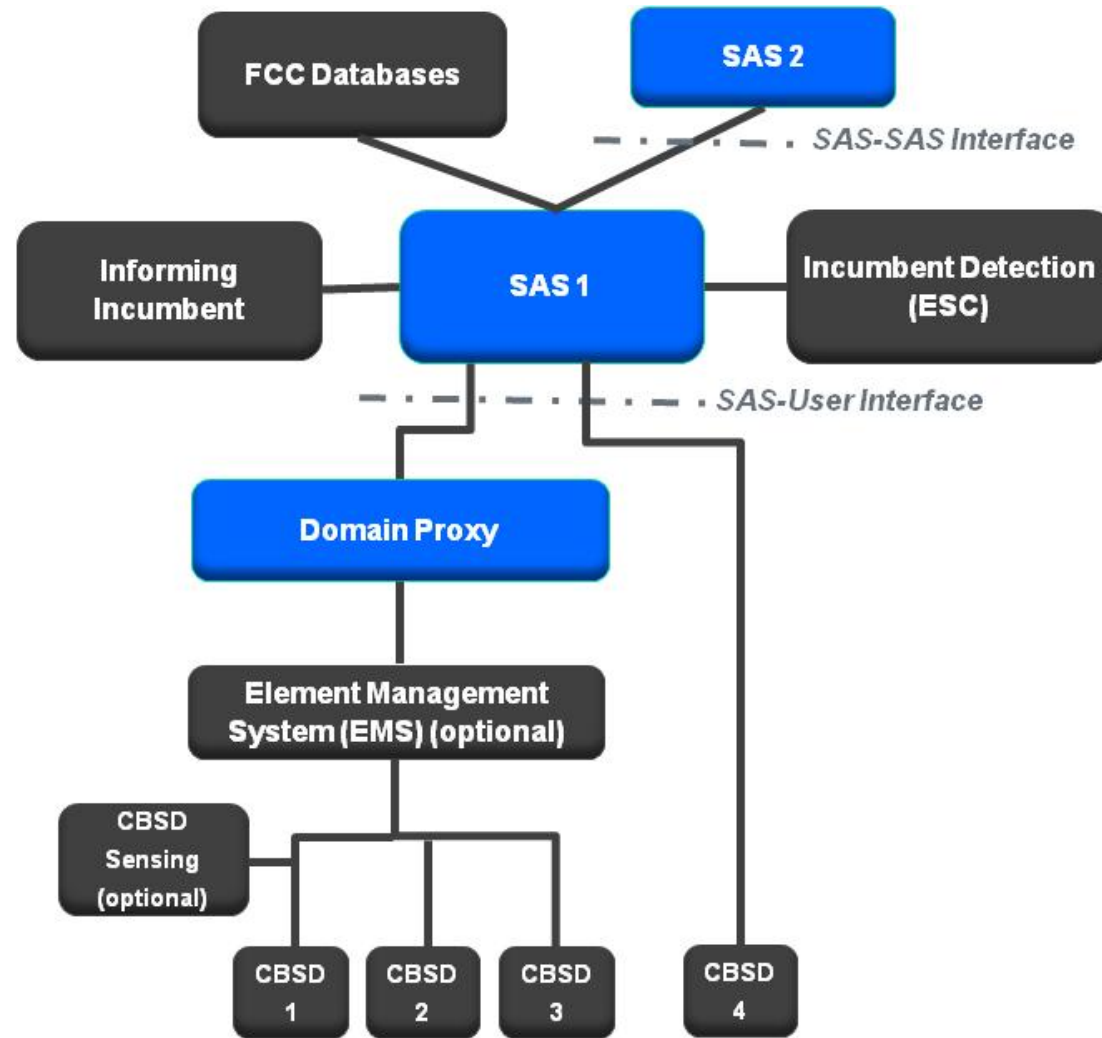 FCC Databases
SAS 2
SAS-SAS Interface
Informing
Incumbent
SAS 1
Incumbent Detection
(ESC)
SAS-User Interface
Domain Proxy
Element Management
System (EMS) (optional)
CBSD
Sensing
(optional)
CBSD
1
CBSD
2
CBSD
3
CBSD
4